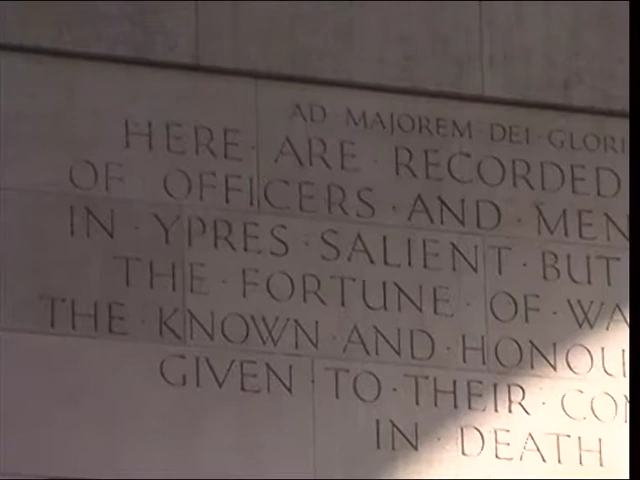 AD MAJOREM DEI GLORI
HERE · ARE · RECORDED
OF OFFICERS · AND · MEN
IN · YPRES · SALIENT · BUT
THE · FORTUNE · OF · WA
THE · KNOWN · AND · HONOU
GIVEN · TO · THEIR · CO
IN · DEATH